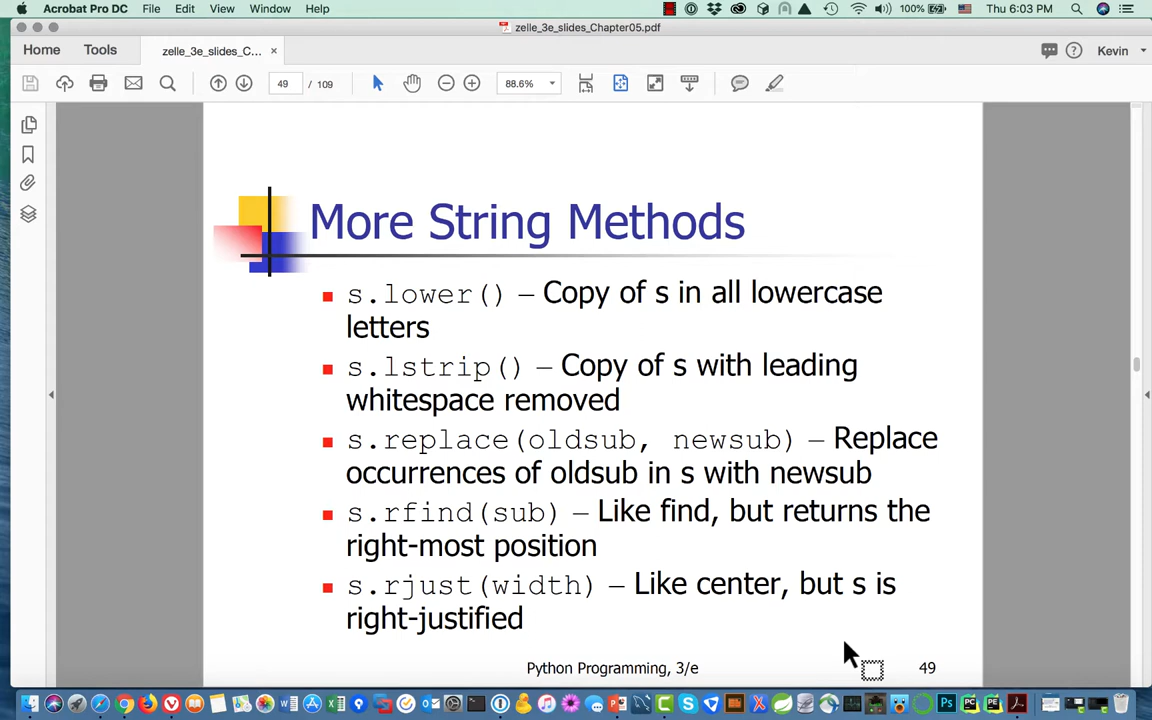 Acrobat Pro DC File Edit View Window Help 100% Thu 6:03 PM
zelle_3e_slides_Chapter05.pdf
Home Tools zelle_3e_slides_C... × ? Kevin
49 / 109 88.6%
More String Methods
s.lower() – Copy of s in all lowercase
letters
s.lstrip() – Copy of s with leading
whitespace removed
s.replace(oldsub, newsub) – Replace
occurrences of oldsub in s with newsub
s.rfind(sub) – Like find, but returns the
right-most position
s.rjust(width) – Like center, but s is
right-justified
Python Programming, 3/e 49